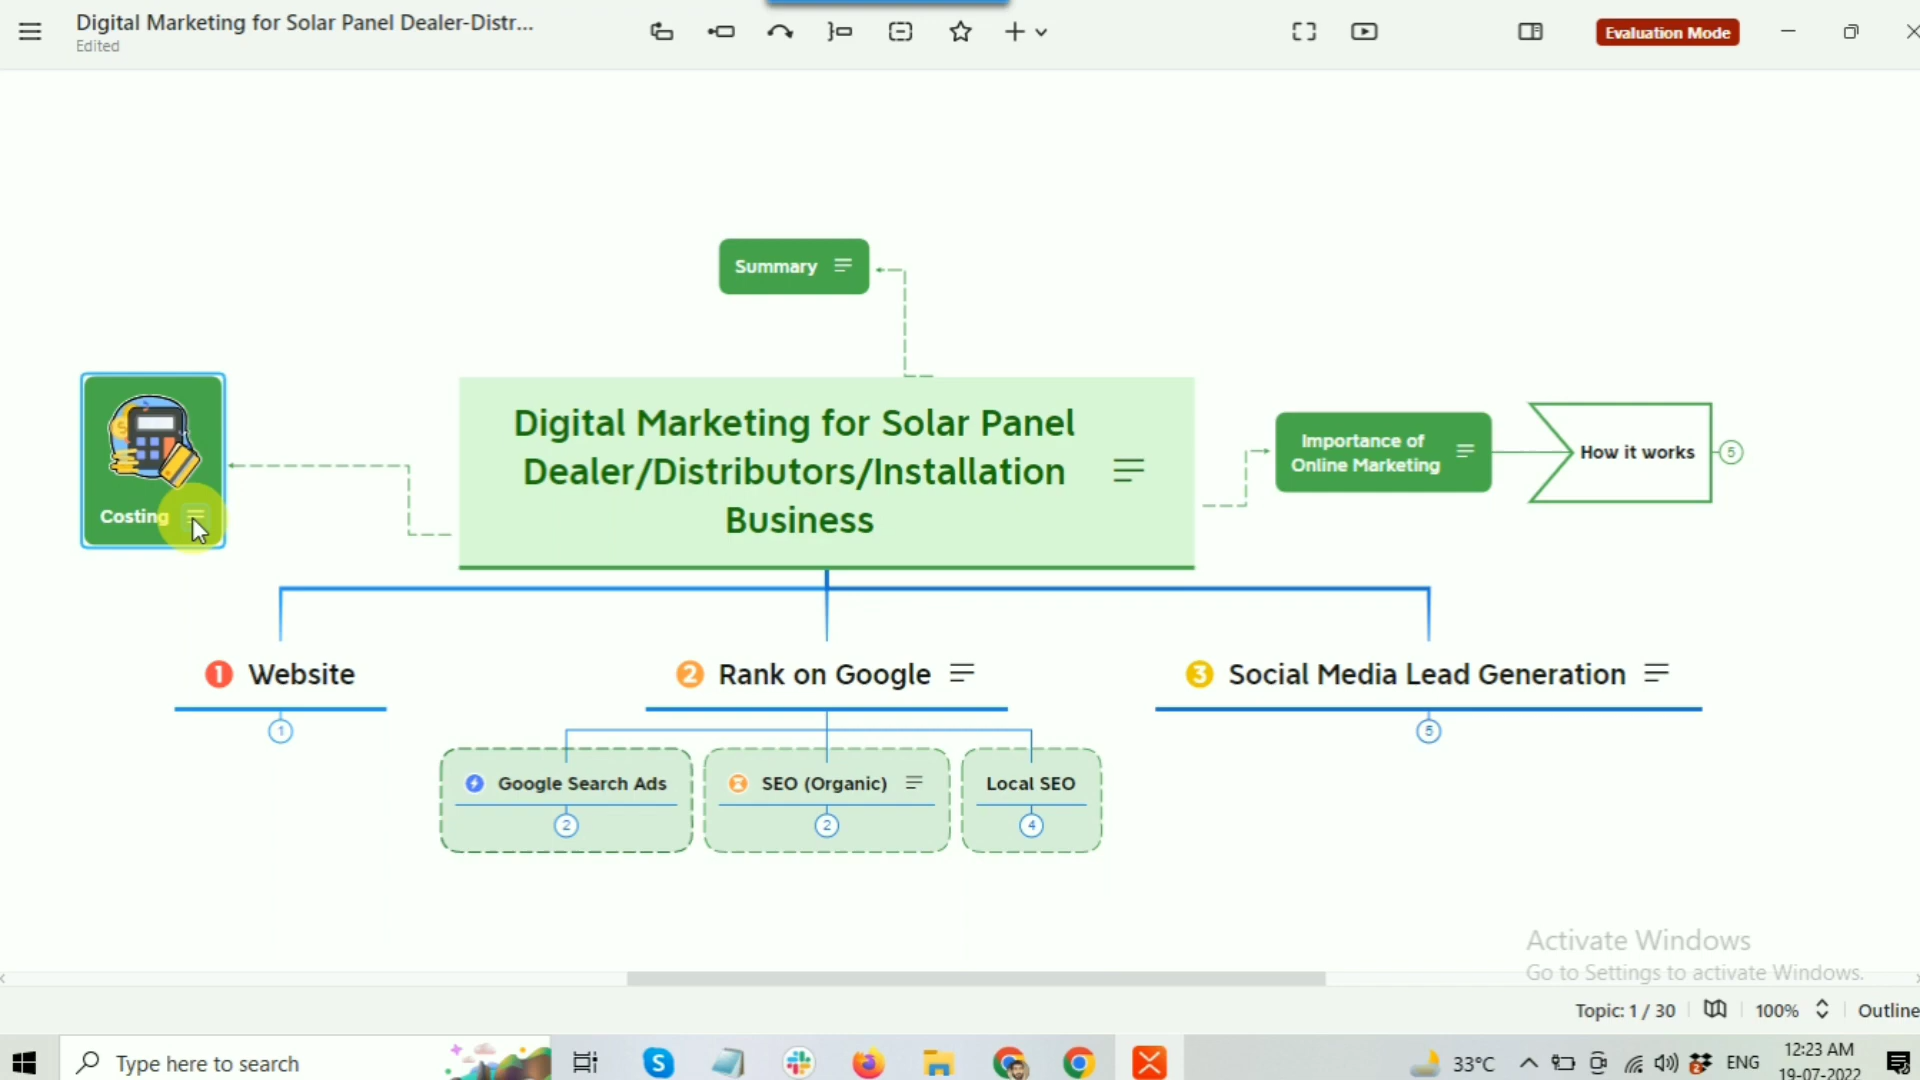 Digital Marketing for Solar Panel Dealer-Distr...
Edited
Evaluation Mode
Summary
Costing
Digital Marketing for Solar Panel
Dealer/Distributors/Installation
Business
Importance of
Online Marketing
How it works
5
1 Website
1
2 Rank on Google
3 Social Media Lead Generation
5
Google Search Ads
2
SEO (Organic)
2
Local SEO
4
Activate Windows
Go to Settings to activate Windows.
Topic: 1 / 30
100%
Outline
Type here to search
33°C
ENG
12:23 AM
19-07-2022